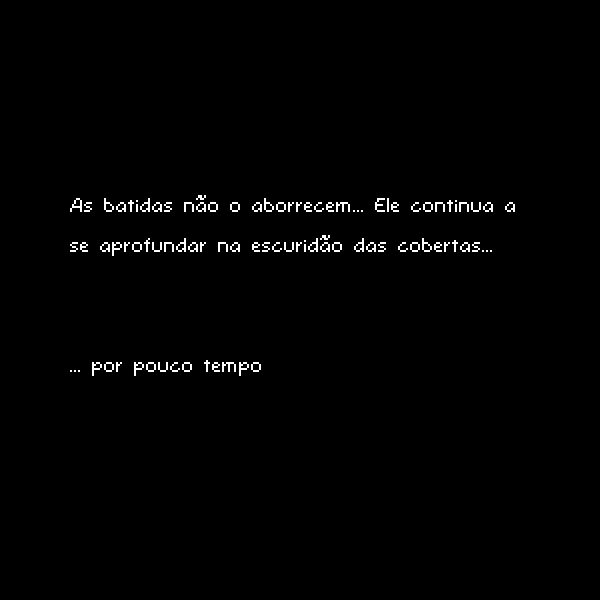 As batidas não o aborrecem... Ele continua a
se aprofundar na escuridão das cobertas...
... por pouco tempo